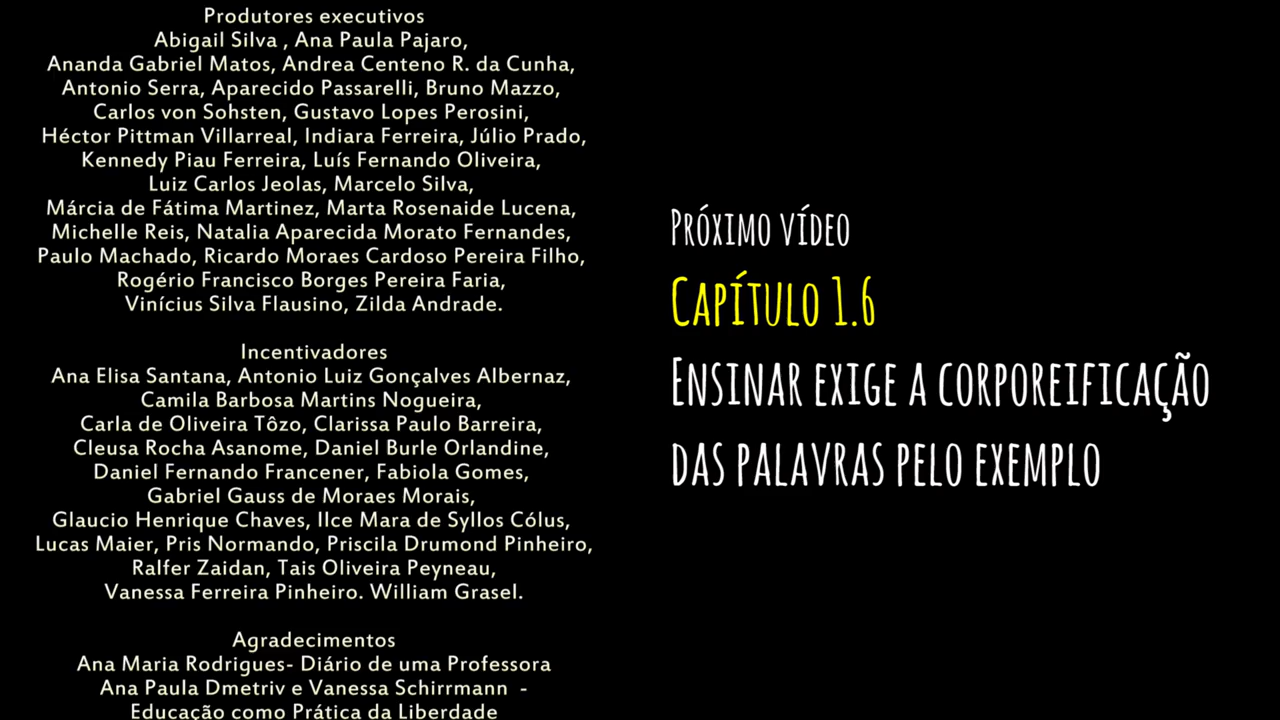 Produtores executivos
Abigail Silva , Ana Paula Pajaro,
Ananda Gabriel Matos, Andrea Centeno R. da Cunha,
Antonio Serra, Aparecido Passarelli, Bruno Mazzo,
Carlos von Sohsten, Gustavo Lopes Perosini,
Héctor Pittman Villarreal, Indiara Ferreira, Júlio Prado,
Kennedy Piau Ferreira, Luís Fernando Oliveira,
Luiz Carlos Jeolas, Marcelo Silva,
Márcia de Fátima Martinez, Marta Rosenaide Lucena,
Michelle Reis, Natalia Aparecida Morato Fernandes,
Paulo Machado, Ricardo Moraes Cardoso Pereira Filho,
Rogério Francisco Borges Pereira Faria,
Vinícius Silva Flausino, Zilda Andrade.
Incentivadores
Ana Elisa Santana, Antonio Luiz Gonçalves Albernaz,
Camila Barbosa Martins Nogueira,
Carla de Oliveira Tôzo, Clarissa Paulo Barreira,
Cleusa Rocha Asanome, Daniel Burle Orlandine,
Daniel Fernando Francener, Fabiola Gomes,
Gabriel Gauss de Moraes Morais,
Glaucio Henrique Chaves, Ilce Mara de Syllos Cólus,
Lucas Maier, Pris Normando, Priscila Drumond Pinheiro,
Ralfer Zaidan, Tais Oliveira Peyneau,
Vanessa Ferreira Pinheiro. William Grasel.
Agradecimentos
Ana Maria Rodrigues- Diário de uma Professora
Ana Paula Dmetriv e Vanessa Schirrmann -
Educação como Prática da Liberdade
Próximo vídeo
Capítulo 1.6
Ensinar exige a corporeificação
das palavras pelo exemplo